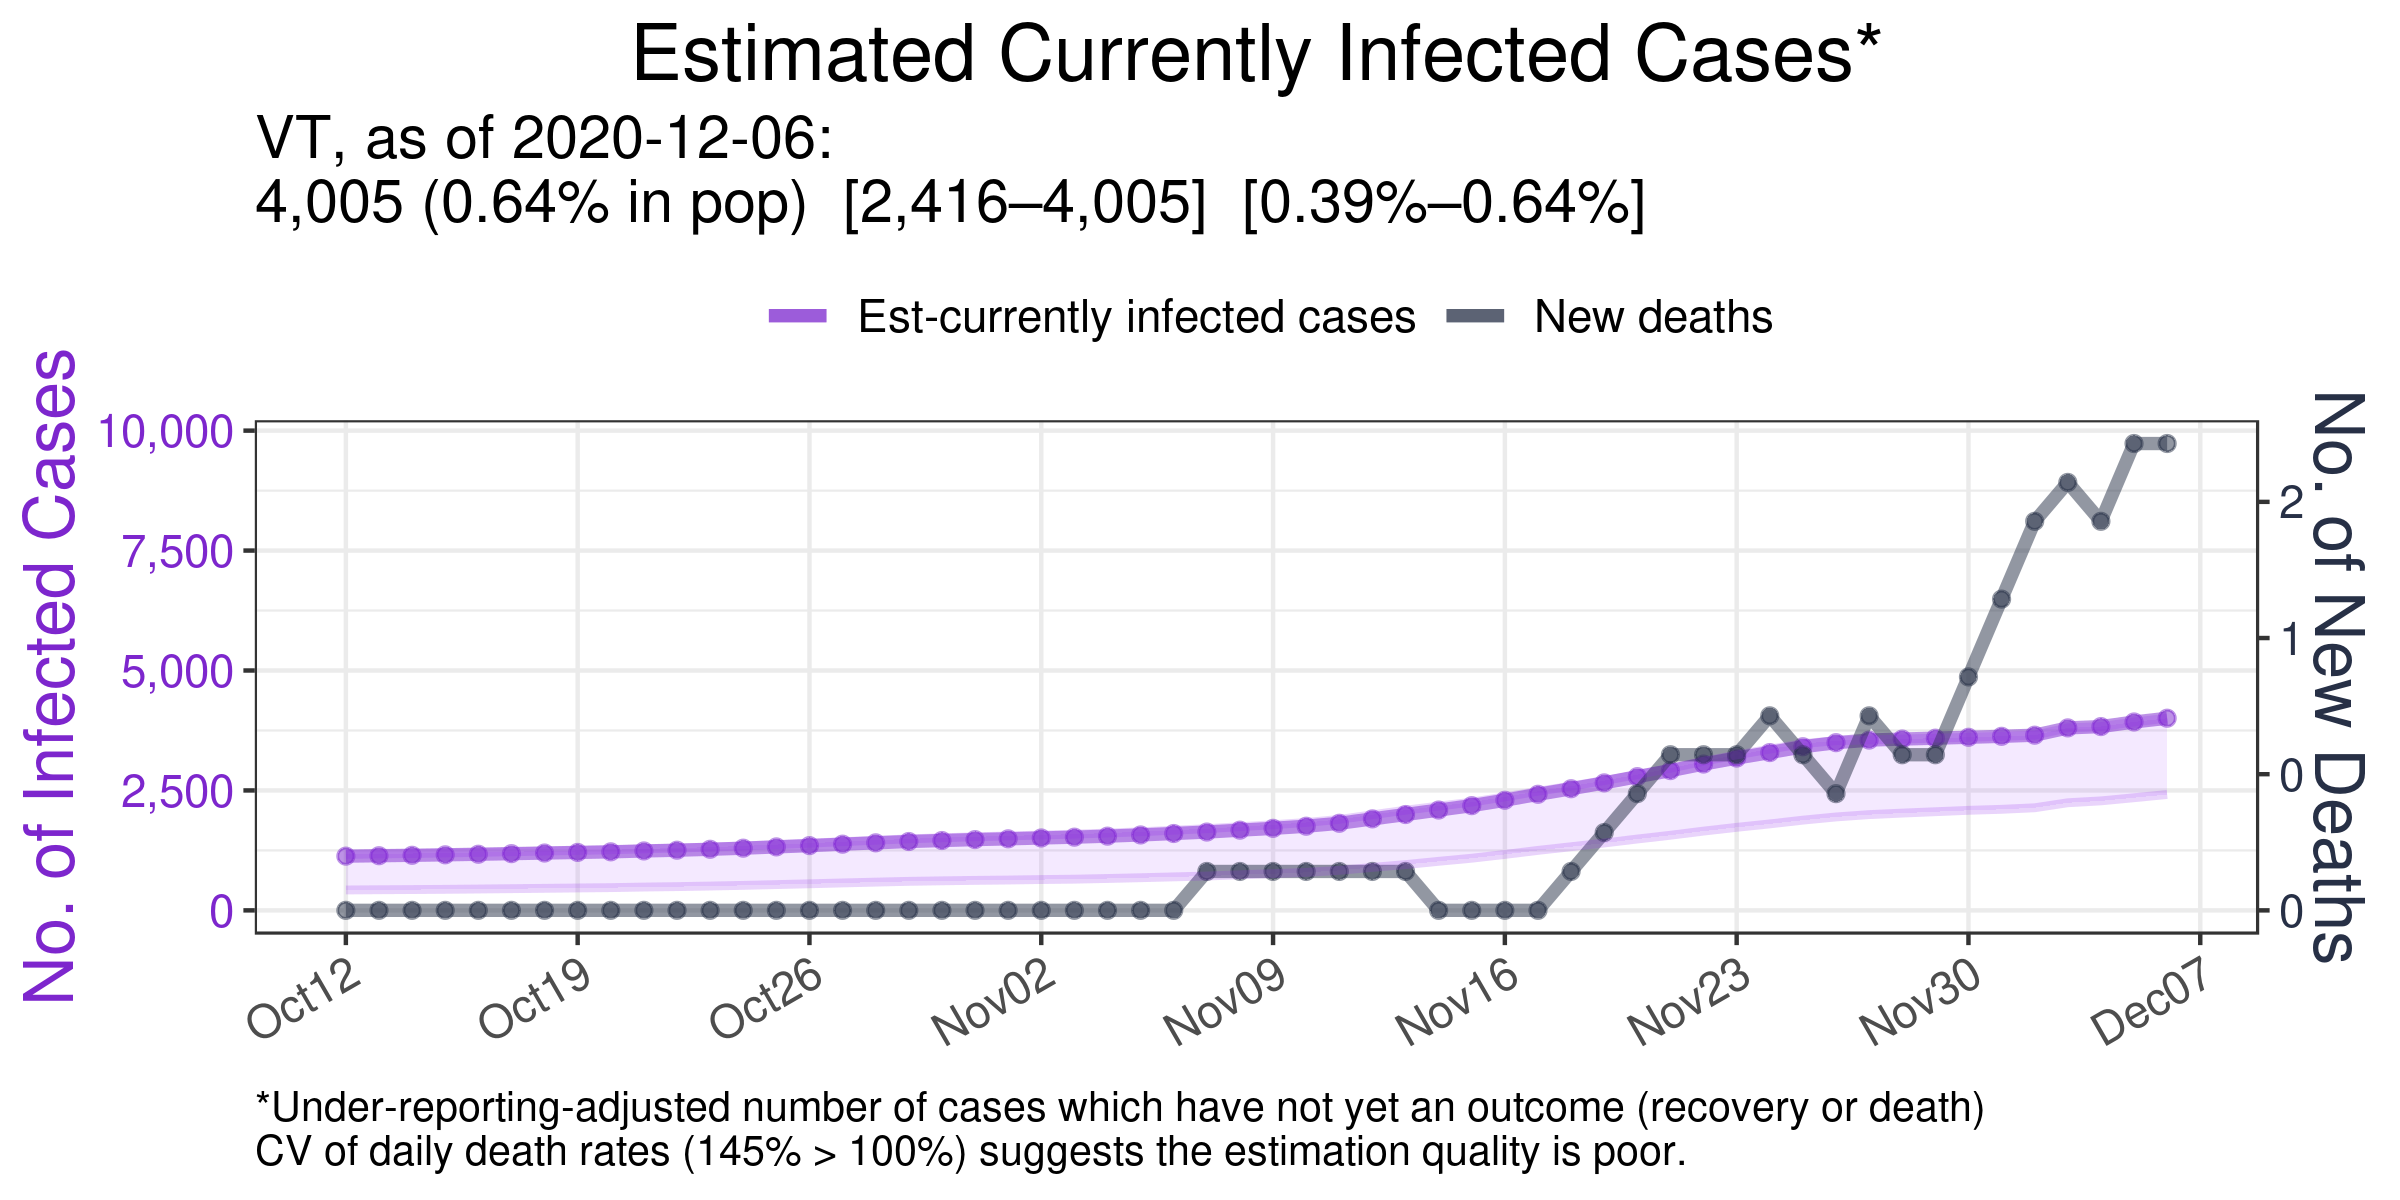 Estimated Currently Infected Cases*
VT, as of 2020-12-06:
4,005 (0.64% in pop) [2,416–4,005] [0.39%–0.64%]
Est-currently infected cases
New deaths
No. of Infected Cases
10,000
7,500
5,000
2,500
0
2
1
0
0
No. of New Deaths
Oct12
Oct19
Oct26
Nov02
Nov09
Nov16
Nov23
Nov30
Dec07
*Under-reporting-adjusted number of cases which have not yet an outcome (recovery or death)
CV of daily death rates (145% > 100%) suggests the estimation quality is poor.